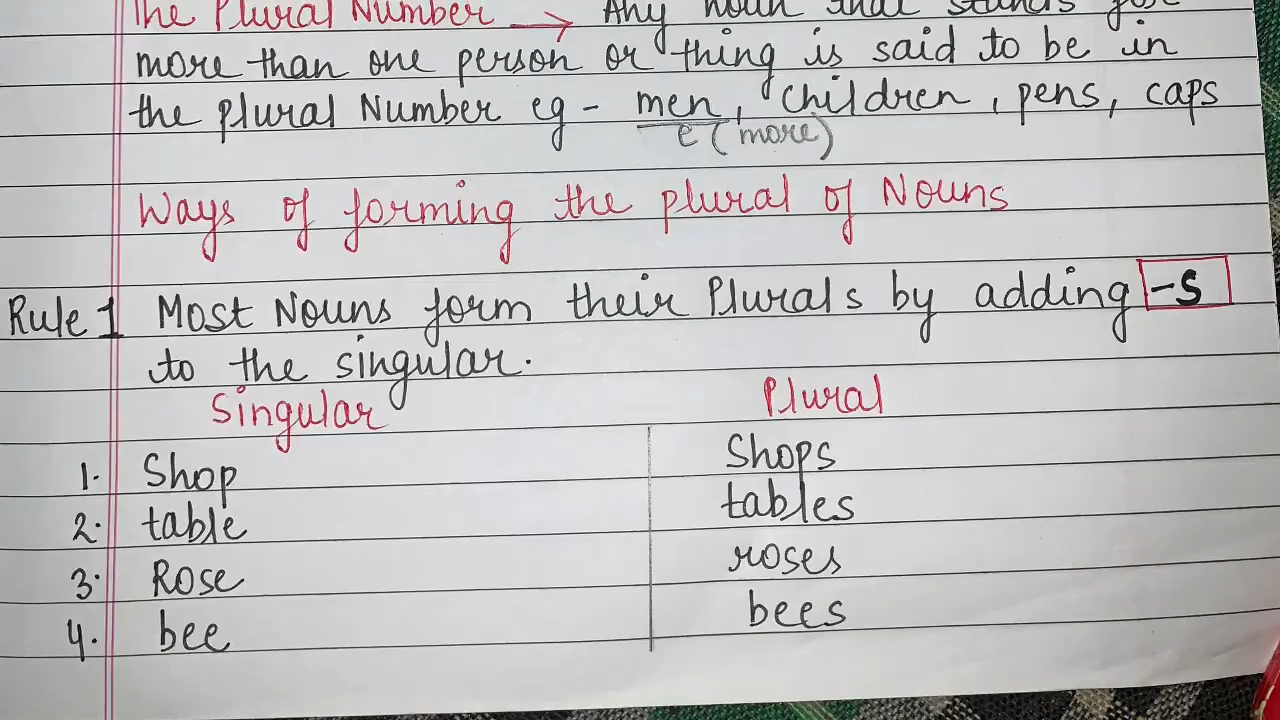 The Plural Number → Any noun that stands for
more than one person or thing is said to be in
the plural Number eg - men, children, pens, caps
e (more)
Ways of forming the plural of Nouns
Rule 1 Most Nouns form their Plurals by adding -s
to the singular.
Singular Plural
1. Shop Shops
2. table tables
3. Rose roses
4. bee bees